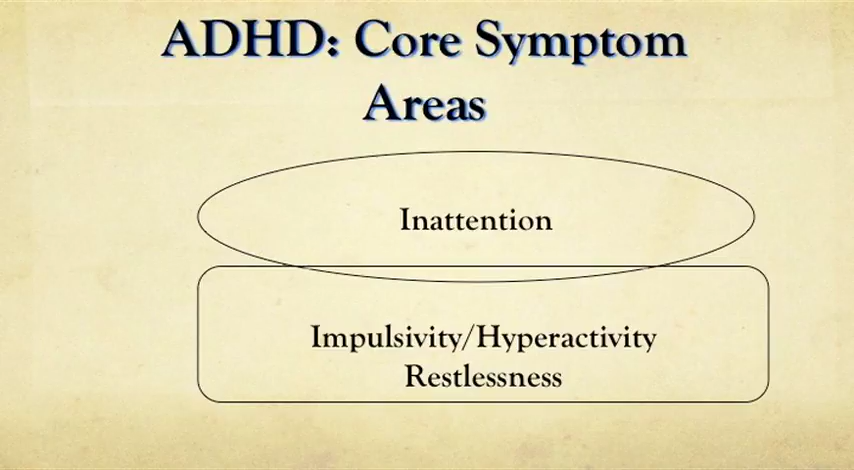 ADHD: Core Symptom
Areas
Inattention
Impulsivity/Hyperactivity
Restlessness